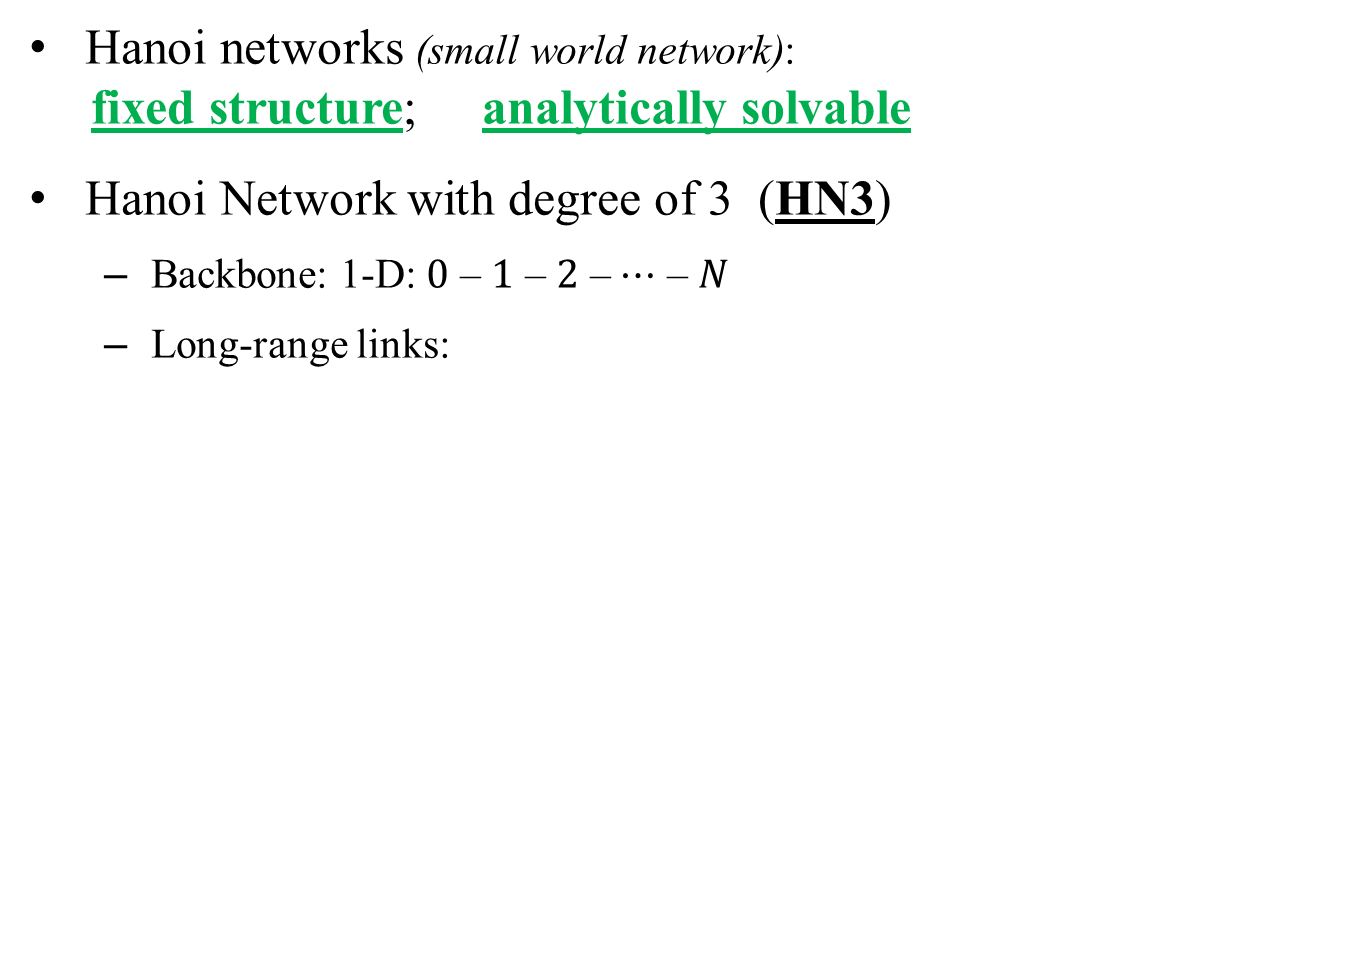 • Hanoi networks (small world network):
fixed structure; analytically solvable
• Hanoi Network with degree of 3 (HN3)
– Backbone: 1-D: 0 – 1 – 2 – ⋯ – N
– Long-range links: